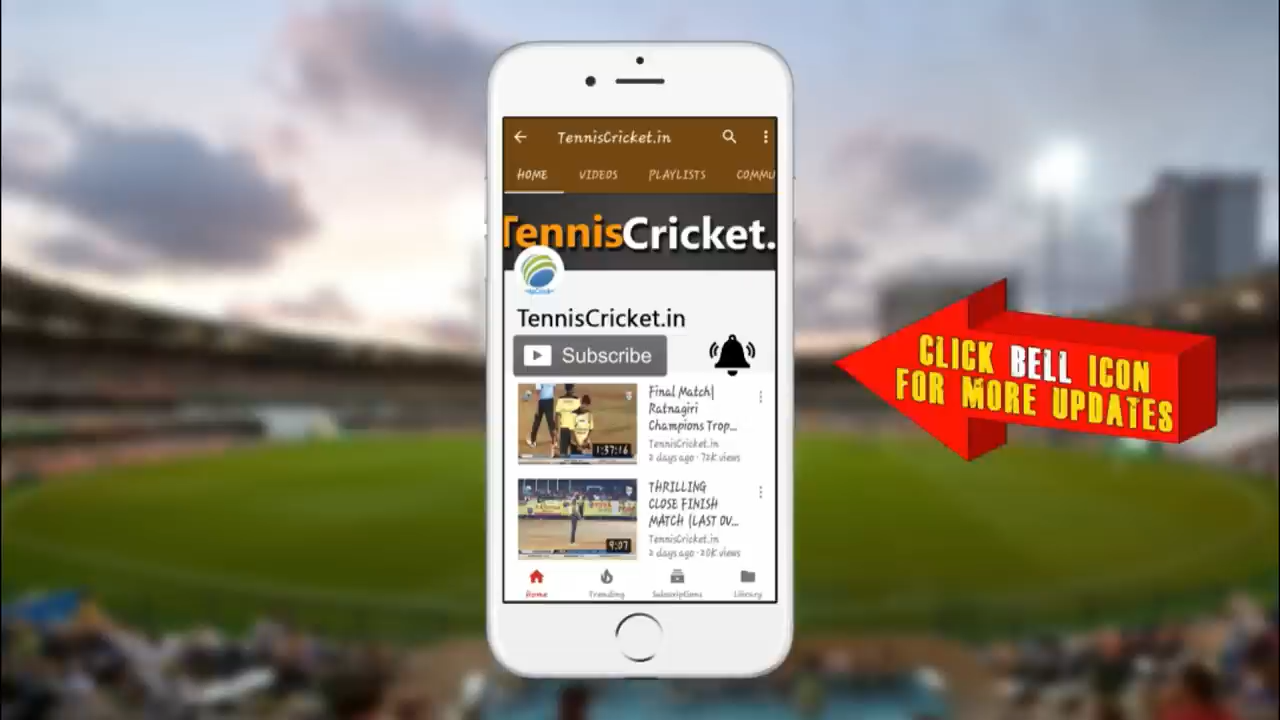 TennisCricket.in
HOME VIDEOS PLAYLISTS COMMU
TennisCricket.
TennisCricket.in
Subscribe
CLICK BELL ICON
FOR MORE UPDATES
Final Match|
Ratnagiri
Champions Trop...
TennisCricket.in
2 days ago · 72K views
1:37:16
THRILLING
CLOSE FINISH
MATCH (LAST OV...
TennisCricket.in
2 days ago · 20K views
9:07
Home Trending Subscriptions Library